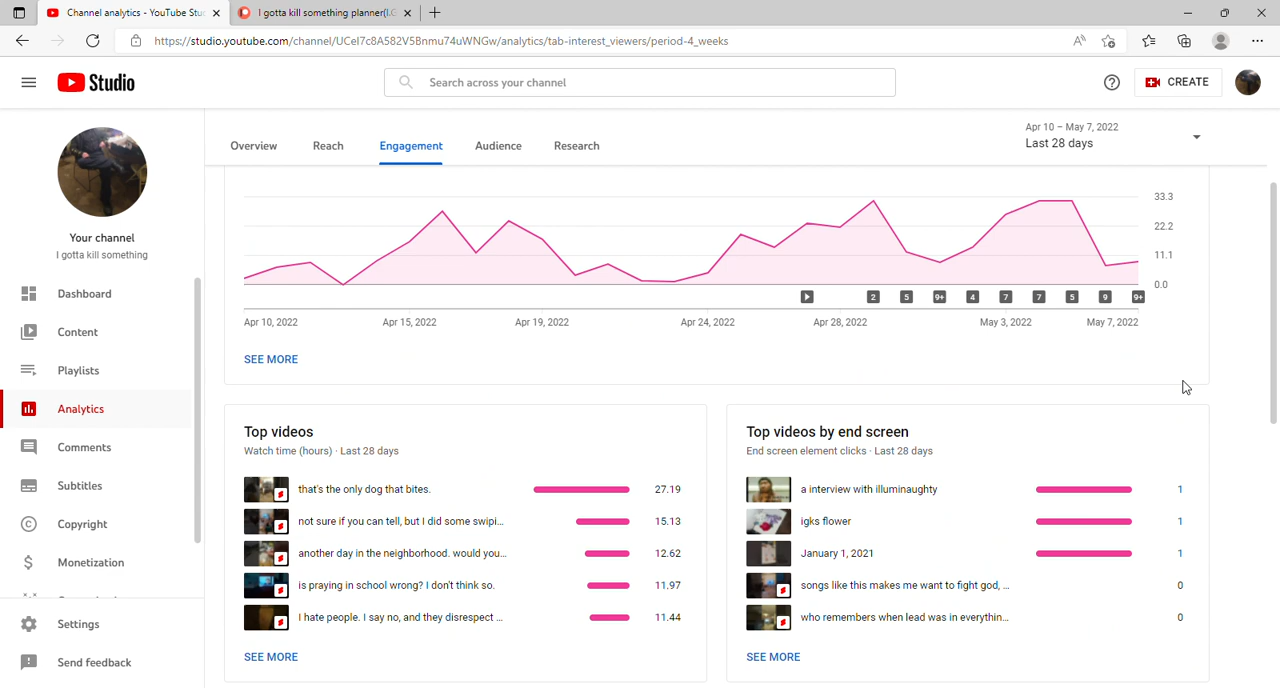 Channel analytics - YouTube Stu
I gotta kill something planner(I.G
https://studio.youtube.com/channel/UCeI7c8A582V5Bnmu74uWNGw/analytics/tab-interest_viewers/period-4_weeks
Studio
Search across your channel
CREATE
Overview
Reach
Engagement
Audience
Research
Apr 10 – May 7, 2022
Last 28 days
Your channel
I gotta kill something
Dashboard
Content
Playlists
Analytics
Comments
Subtitles
Copyright
Monetization
Settings
Send feedback
33.3
22.2
11.1
0.0
2 5 9+ 4 7 7 5 9 9+
Apr 10, 2022 Apr 15, 2022 Apr 19, 2022 Apr 24, 2022 Apr 28, 2022 May 3, 2022 May 7, 2022
SEE MORE
Top videos
Watch time (hours) · Last 28 days
that's the only dog that bites. 27.19
not sure if you can tell, but I did some swipi... 15.13
another day in the neighborhood. would you... 12.62
is praying in school wrong? I don't think so. 11.97
I hate people. I say no, and they disrespect ... 11.44
SEE MORE
Top videos by end screen
End screen element clicks · Last 28 days
a interview with illuminaughty 1
igks flower 1
January 1, 2021 1
songs like this makes me want to fight god, ... 0
who remembers when lead was in everythin... 0
SEE MORE